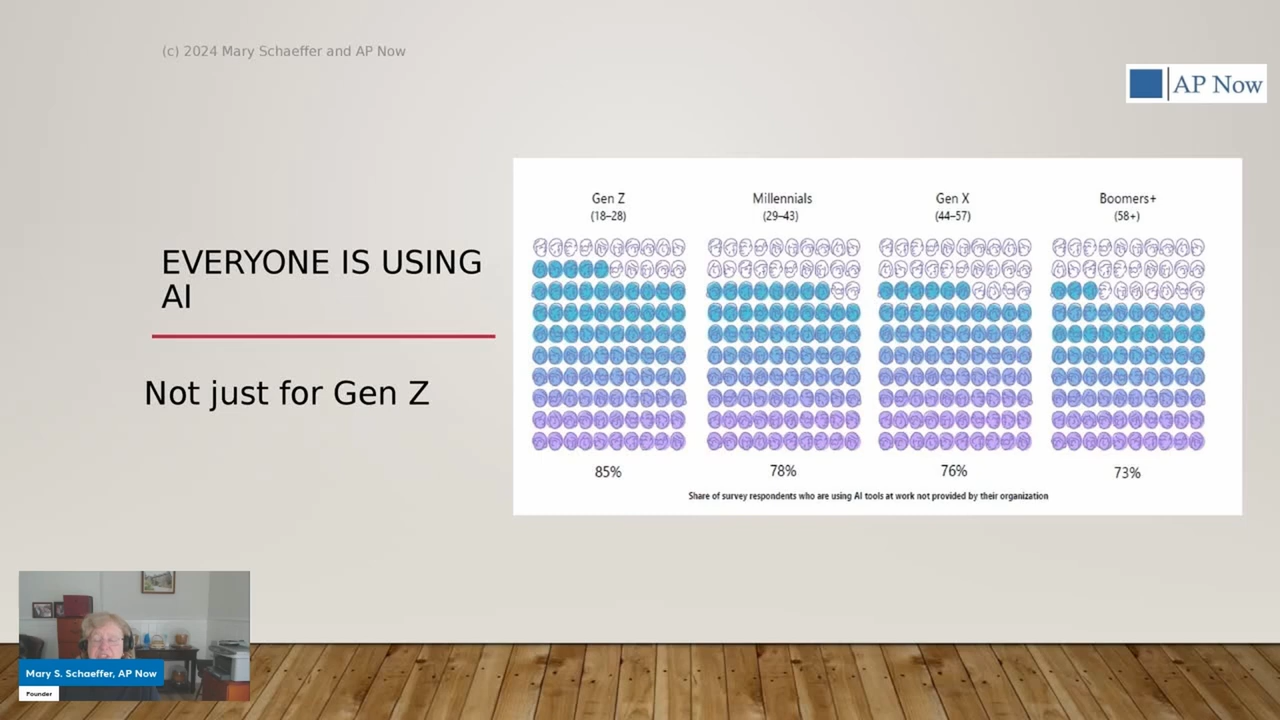 (c) 2024 Mary Schaeffer and AP Now
AP Now
EVERYONE IS USING
AI
Not just for Gen Z
Gen Z
(18–28)
Millennials
(29–43)
Gen X
(44–57)
Boomers+
(58+)
85%
78%
76%
73%
Share of survey respondents who are using AI tools at work not provided by their organization
Mary S. Schaeffer, AP Now
Founder